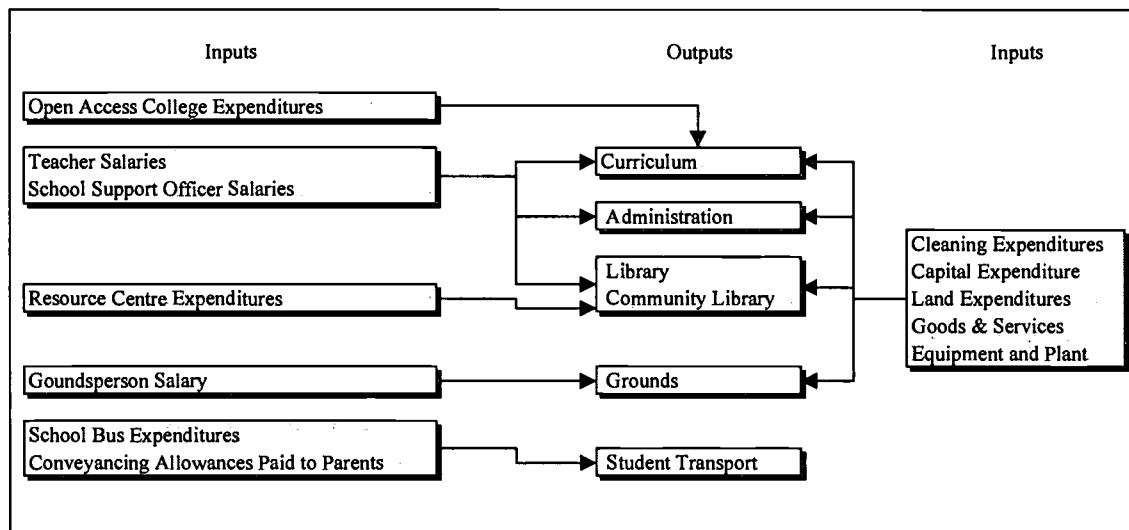 Inputs
Outputs
Inputs
Open Access College Expenditures
Teacher Salaries
School Support Officer Salaries
Curriculum
Administration
Library
Community Library
Resource Centre Expenditures
Cleaning Expenditures
Capital Expenditure
Land Expenditures
Goods & Services
Equipment and Plant
Goundsperson Salary
Grounds
School Bus Expenditures
Conveyancing Allowances Paid to Parents
Student Transport